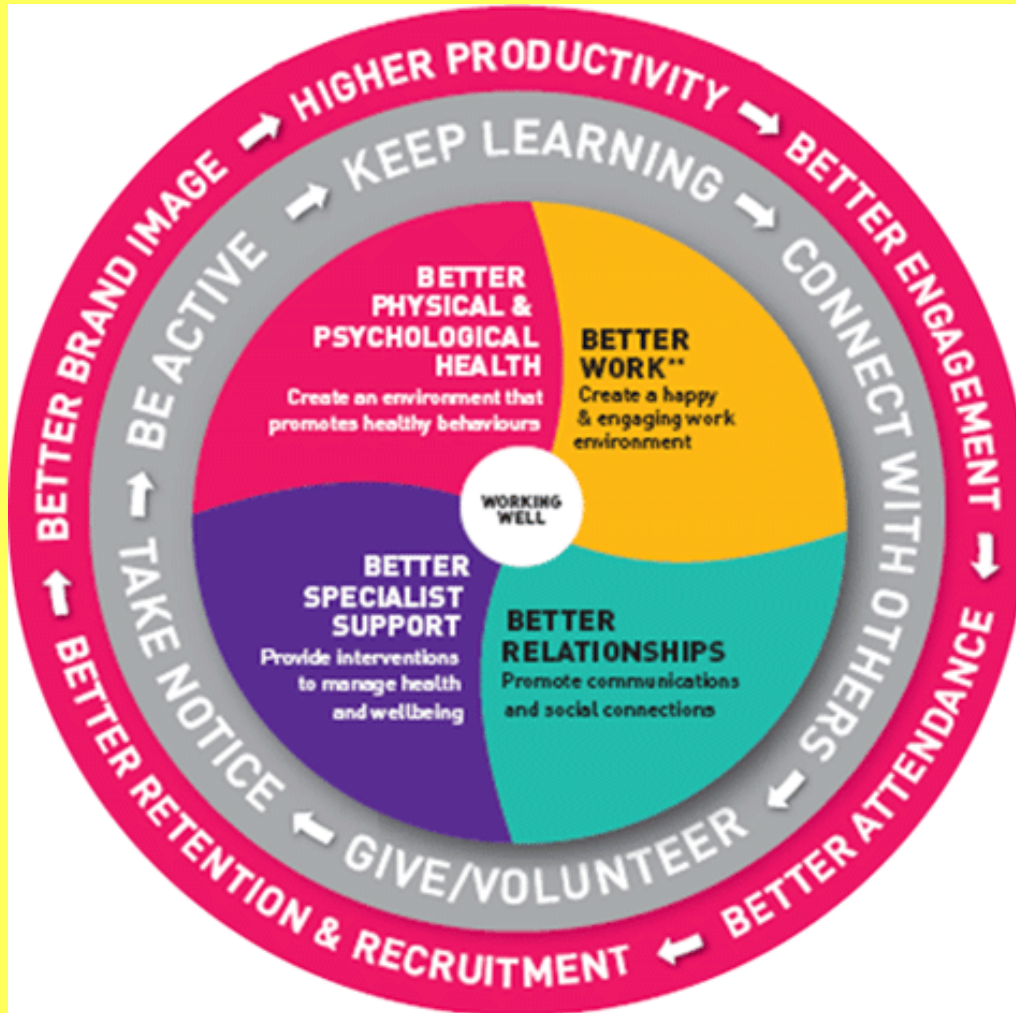 HIGHER PRODUCTIVITY
BETTER ENGAGEMENT
BETTER ATTENDANCE
BETTER RETENTION & RECRUITMENT
BETTER BRAND IMAGE
KEEP LEARNING
CONNECT WITH OTHERS
GIVE/VOLUNTEER
TAKE NOTICE
BE ACTIVE
BETTER
PHYSICAL &
PSYCHOLOGICAL
HEALTH
Create an environment that
promotes healthy behaviours
BETTER
WORK**
Create a happy
& engaging work
environment
WORKING
WELL
BETTER
SPECIALIST
SUPPORT
Provide interventions
to manage health
and wellbeing
BETTER
RELATIONSHIPS
Promote communications
and social connections